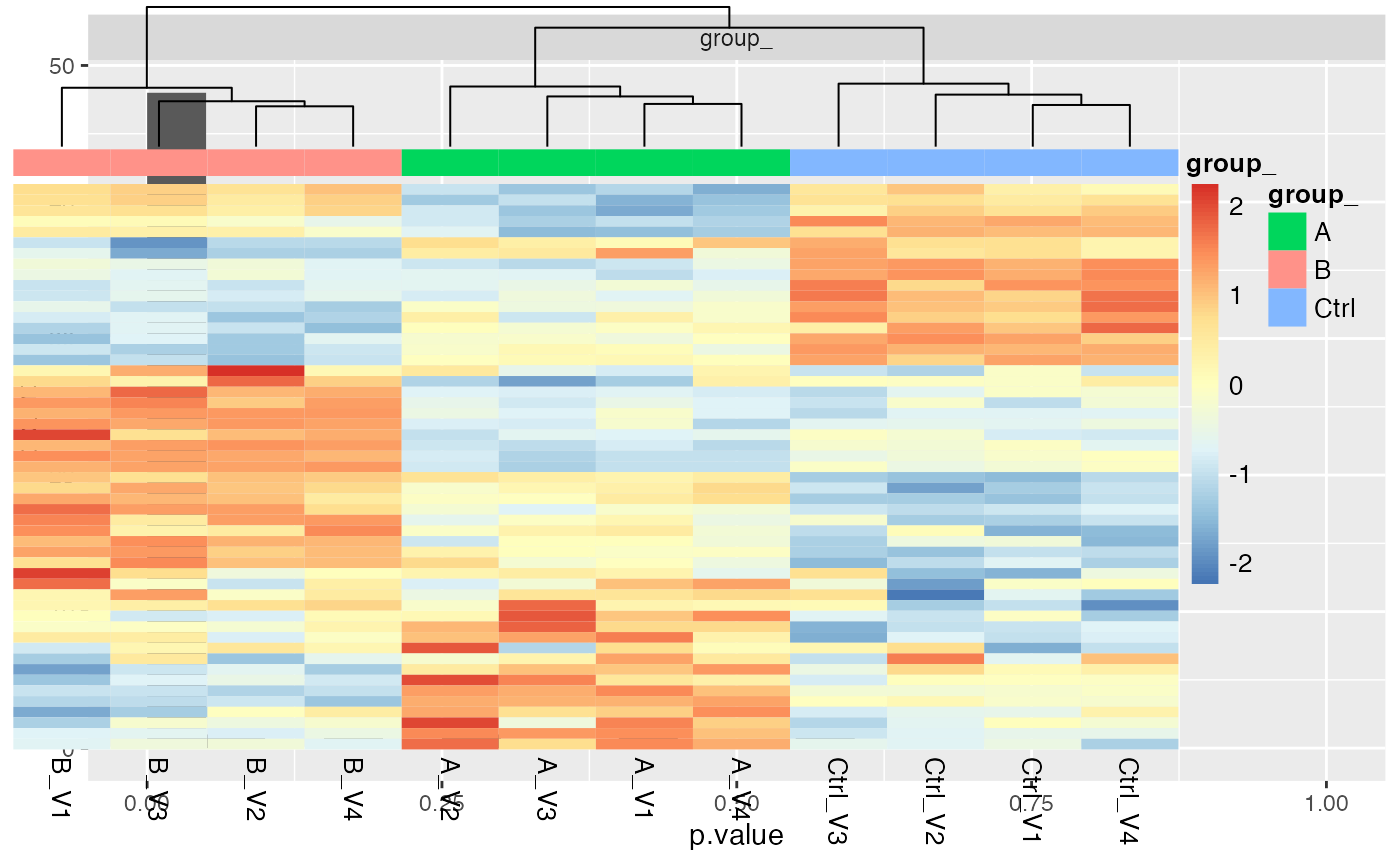 group_
50
group_
2
1
0
-1
-2
group_
A
B
Ctrl
B_V1
B_V3
B_V2
B_V4
A_V2
A_V3
A_V1
A_V4
Ctrl_V3
Ctrl_V2
Ctrl_V1
Ctrl_V4
0.00
0.25
0.50
0.75
1.00
p.value